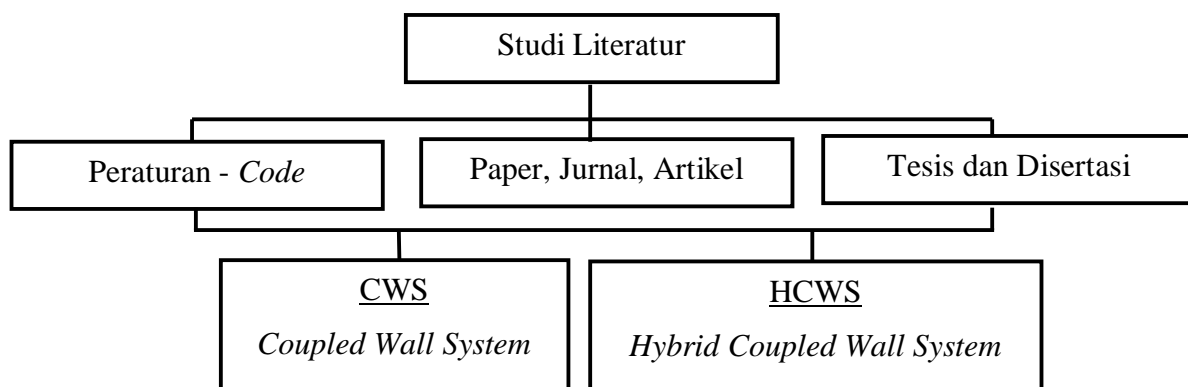 Studi Literatur
Peraturan - Code
Paper, Jurnal, Artikel
Tesis dan Disertasi
CWS
Coupled Wall System
HCWS
Hybrid Coupled Wall System